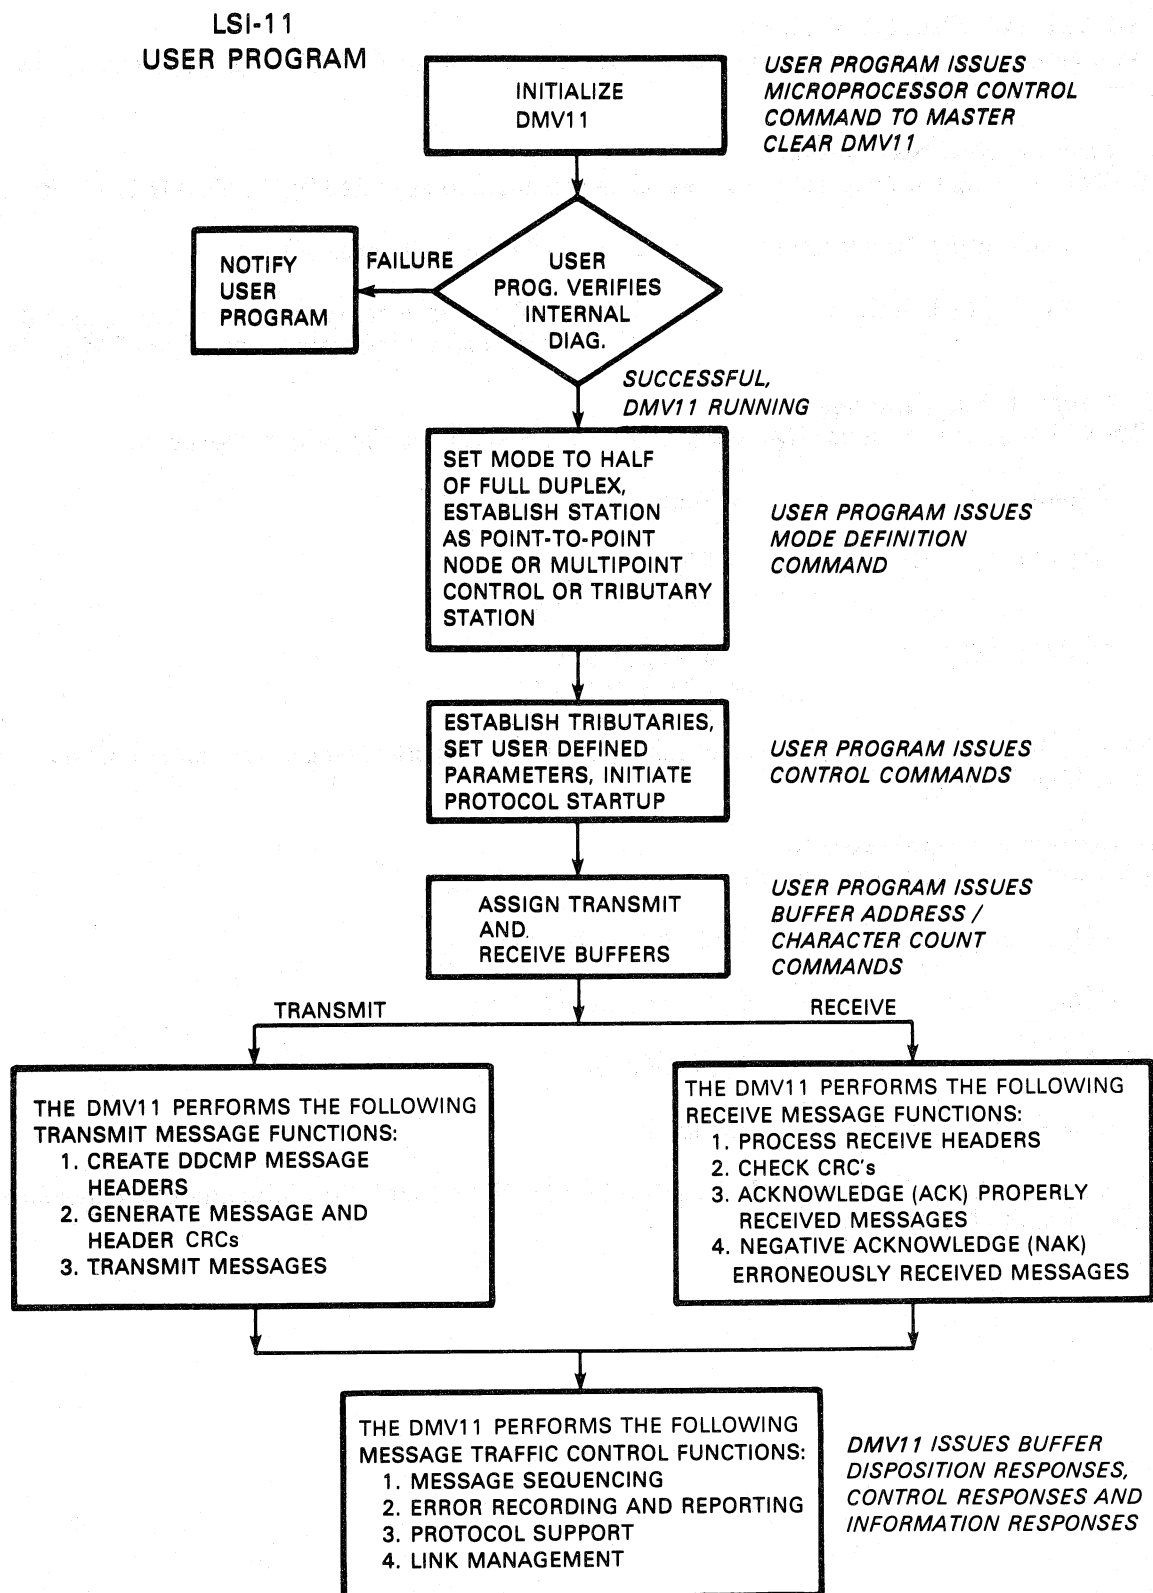 LSI-11
USER PROGRAM
INITIALIZE
DMV11
USER PROGRAM ISSUES
MICROPROCESSOR CONTROL
COMMAND TO MASTER
CLEAR DMV11
NOTIFY
USER
PROGRAM
FAILURE
USER
PROG. VERIFIES
INTERNAL
DIAG.
SUCCESSFUL,
DMV11 RUNNING
SET MODE TO HALF
OF FULL DUPLEX,
ESTABLISH STATION
AS POINT-TO-POINT
NODE OR MULTIPOINT
CONTROL OR TRIBUTARY
STATION
USER PROGRAM ISSUES
MODE DEFINITION
COMMAND
ESTABLISH TRIBUTARIES,
SET USER DEFINED
PARAMETERS, INITIATE
PROTOCOL STARTUP
USER PROGRAM ISSUES
CONTROL COMMANDS
ASSIGN TRANSMIT
AND.
RECEIVE BUFFERS
USER PROGRAM ISSUES
BUFFER ADDRESS /
CHARACTER COUNT
COMMANDS
TRANSMIT
RECEIVE
THE DMV11 PERFORMS THE FOLLOWING
TRANSMIT MESSAGE FUNCTIONS:
1. CREATE DDCMP MESSAGE
HEADERS
2. GENERATE MESSAGE AND
HEADER CRCs
3. TRANSMIT MESSAGES
THE DMV11 PERFORMS THE FOLLOWING
RECEIVE MESSAGE FUNCTIONS:
1. PROCESS RECEIVE HEADERS
2. CHECK CRC's
3. ACKNOWLEDGE (ACK) PROPERLY
RECEIVED MESSAGES
4. NEGATIVE ACKNOWLEDGE (NAK)
ERRONEOUSLY RECEIVED MESSAGES
THE DMV11 PERFORMS THE FOLLOWING
MESSAGE TRAFFIC CONTROL FUNCTIONS:
1. MESSAGE SEQUENCING
2. ERROR RECORDING AND REPORTING
3. PROTOCOL SUPPORT
4. LINK MANAGEMENT
DMV11 ISSUES BUFFER
DISPOSITION RESPONSES,
CONTROL RESPONSES AND
INFORMATION RESPONSES